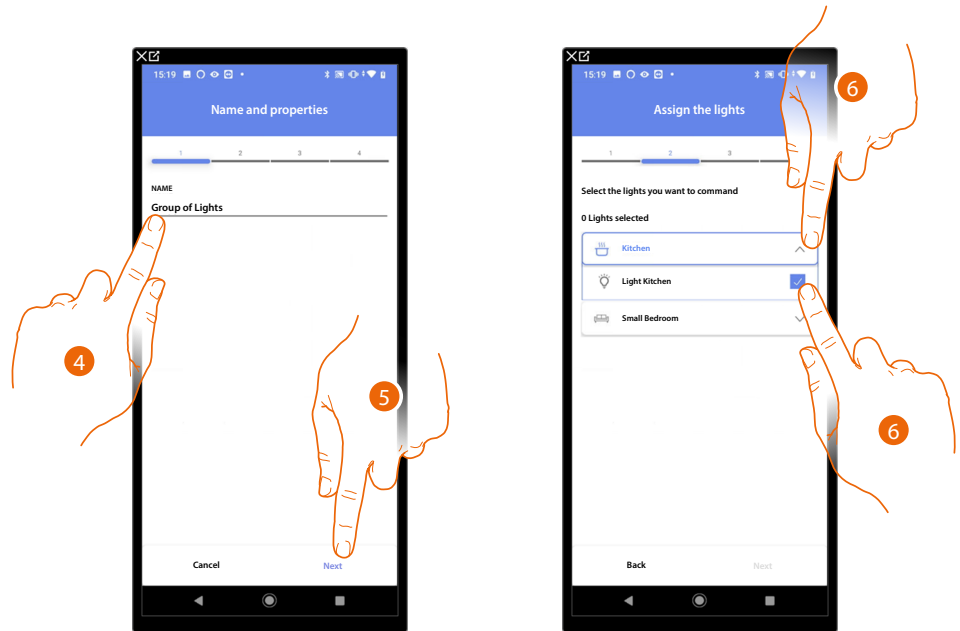 15:19
Name and properties
1 2 3 4
NAME
Group of Lights
4
5
Cancel Next
15:19
Assign the lights
6
1 2 3
Select the lights you want to command
0 Lights selected
Kitchen
Light Kitchen
Small Bedroom
6
Back Next